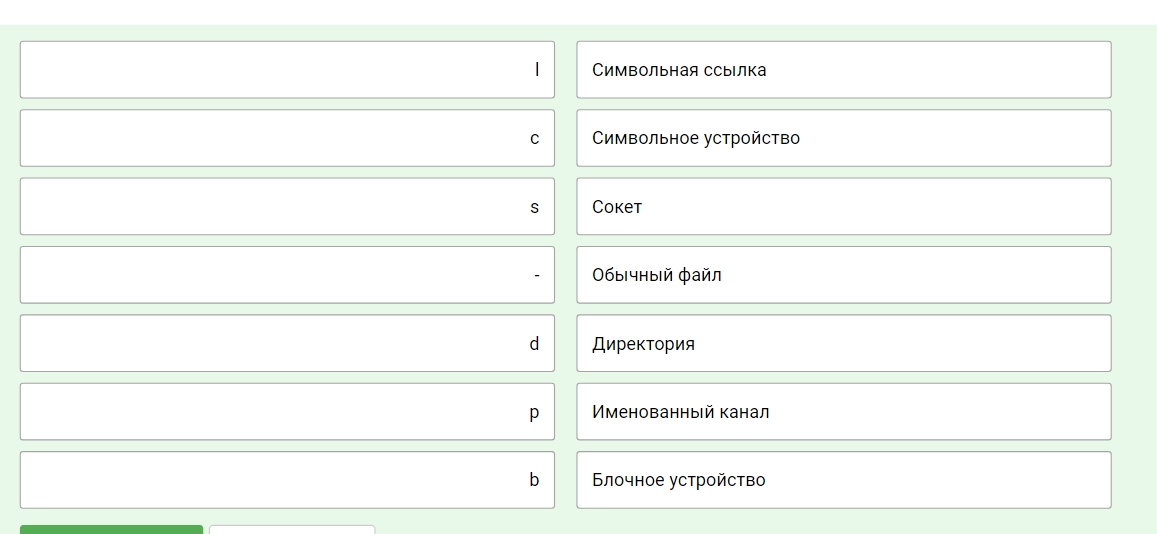 l Символьная ссылка
c Символьное устройство
s Сокет
- Обычный файл
d Директория
p Именованный канал
b Блочное устройство